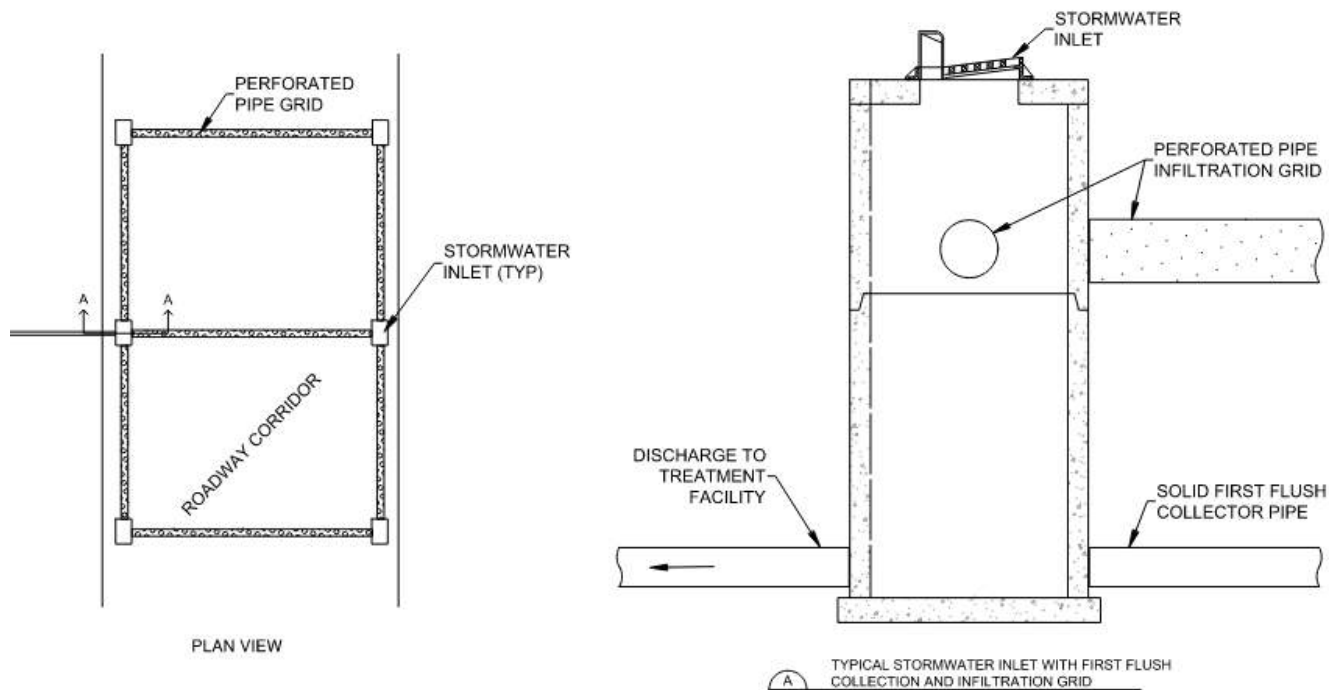 PERFORATED
PIPE GRID
STORMWATER
INLET (TYP)
A
A
ROADWAY CORRIDOR
PLAN VIEW
STORMWATER
INLET
PERFORATED PIPE
INFILTRATION GRID
DISCHARGE TO
TREATMENT
FACILITY
SOLID FIRST FLUSH
COLLECTOR PIPE
A
TYPICAL STORMWATER INLET WITH FIRST FLUSH
COLLECTION AND INFILTRATION GRID